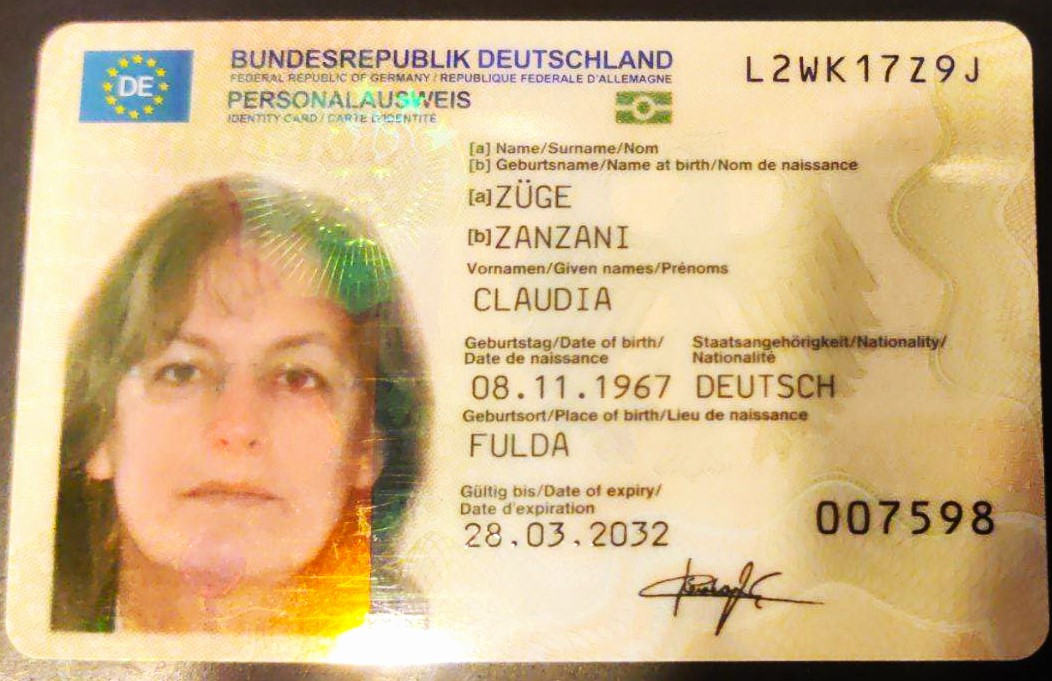 DE
BUNDESREPUBLIK DEUTSCHLAND
FEDERAL REPUBLIC OF GERMANY / REPUBLIQUE FEDERALE D'ALLEMAGNE
PERSONALAUSWEIS
IDENTITY CARD / CARTE D'IDENTITÉ
L2WK17Z9J
[a] Name/Surname/Nom
[b] Geburtsname/Name at birth/Nom de naissance
[a] ZÜGE
[b] ZANZANI
Vornamen/Given names/Prénoms
CLAUDIA
Geburtstag/Date of birth/ Staatsangehörigkeit/Nationality/
Date de naissance Nationalité
08.11.1967 DEUTSCH
Geburtsort/Place of birth/Lieu de naissance
FULDA
Gültig bis/Date of expiry/
Date d'expiration
28.03.2032
007598